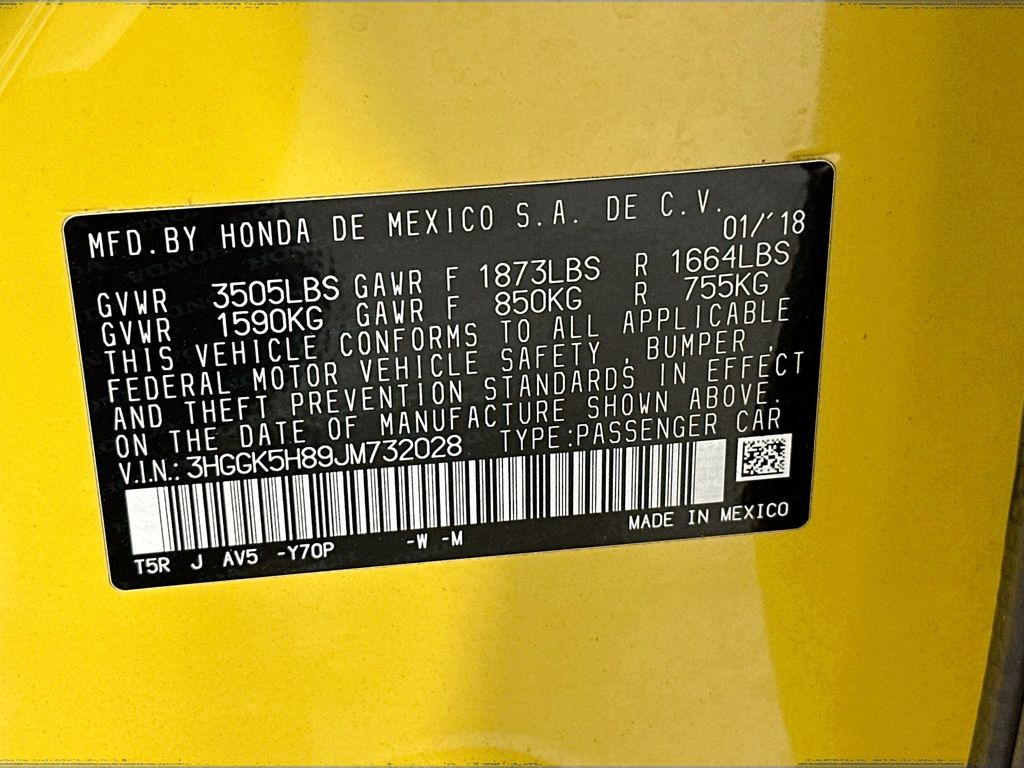 MFD. BY HONDA DE MEXICO S.A. DE C.V.
01/'18
GVWR 3505LBS GAWR F 1873LBS R 1664LBS
GVWR 1590KG GAWR F 850KG R 755KG
THIS VEHICLE CONFORMS TO ALL APPLICABLE
FEDERAL MOTOR VEHICLE SAFETY , BUMPER ,
AND THEFT PREVENTION STANDARDS IN EFFECT
ON THE DATE OF MANUFACTURE SHOWN ABOVE.
V.I.N.: 3HGGK5H89JM732028 TYPE:PASSENGER CAR
MADE IN MEXICO
T5R J AV5 -Y70P -W -M